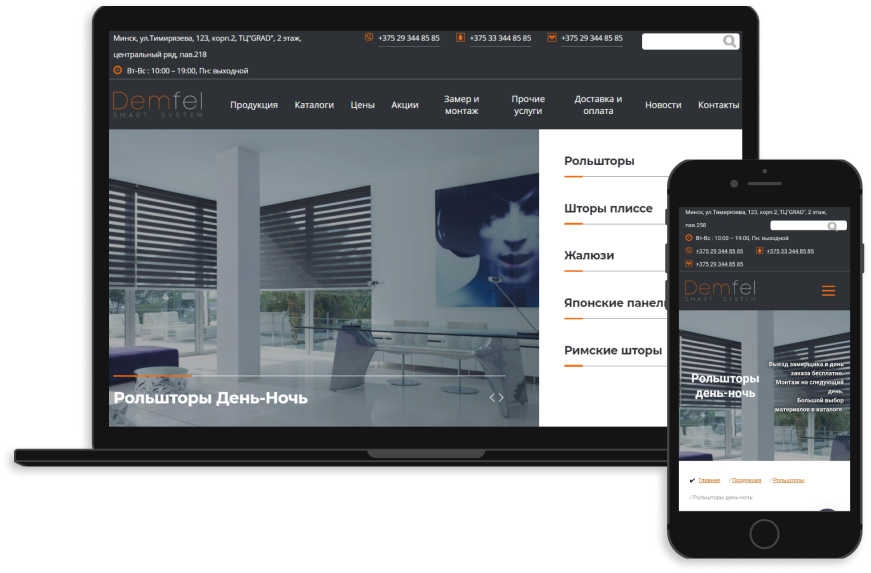 Минск, ул.Тимирязева, 123, корп.2, ТЦ"GRAD", 2 этаж,
центральный ряд, пав.218
Вт-Вс : 10:00 – 19:00, Пн: выходной
+375 29 344 85 85
+375 33 344 85 85
+375 29 344 85 85
Demfel
SMART SYSTEM
Продукция
Каталоги
Цены
Акции
Замер и
монтаж
Прочие
услуги
Доставка и
оплата
Новости
Контакты
Рольшторы
Шторы плиссе
Жалюзи
Японские панел
Римские шторы
Рольшторы День-Ночь
Минск, ул.Тимирязева, 123, корп.2, ТЦ"GRAD", 2 этаж,
пав.258
Вт-Вс : 10:00 – 19:00, Пн: выходной
+375 29 344 85 85
+375 33 344 85 85
+375 29 344 85 85
Demfel
SMART SYSTEM
Рольшторы
день-ночь
Выезд замерщика в день
заказа бесплатно.
Монтаж на следующий
день.
Большой выбор
материалов в каталоге.
Главная / Продукция / Рольшторы
/ Рольшторы день-ночь